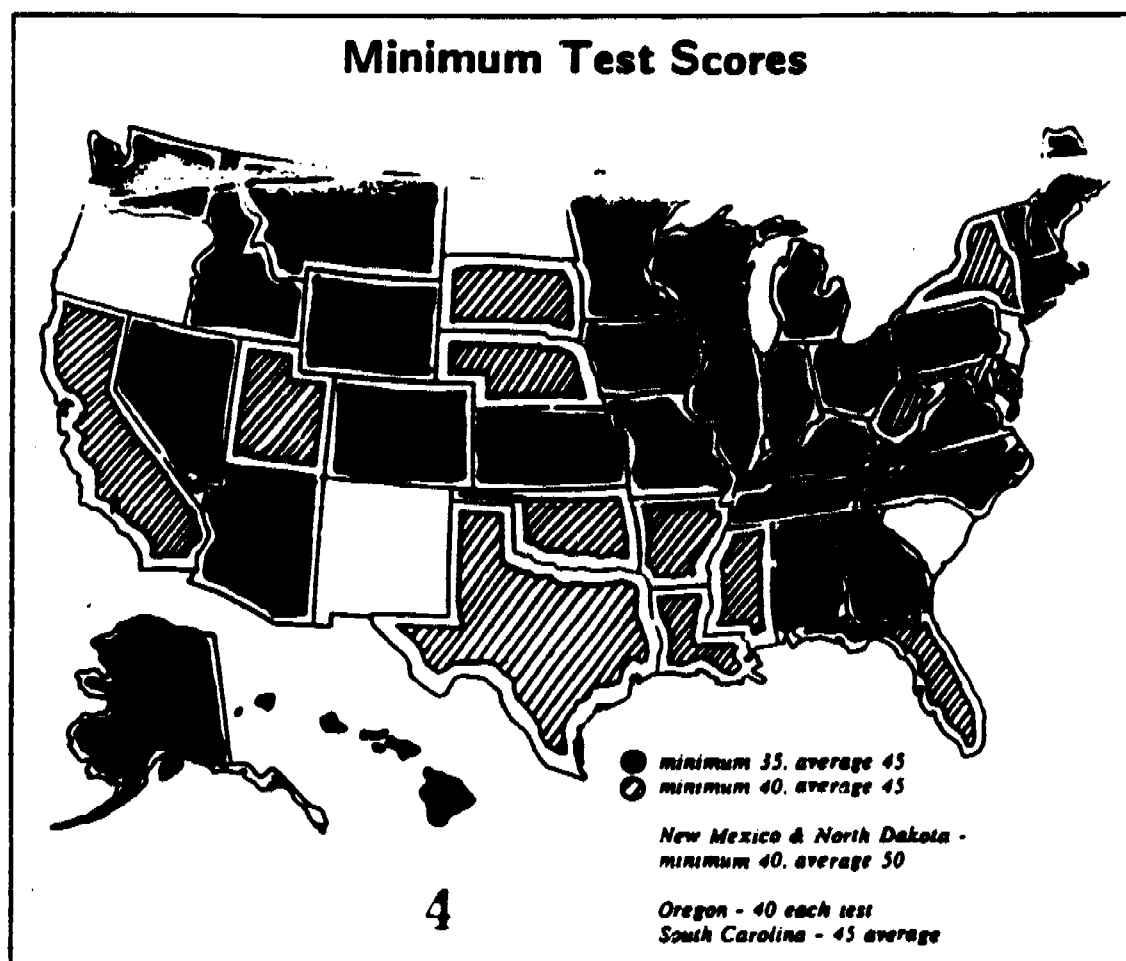 Minimum Test Scores
minimum 35, average 45
minimum 40, average 45
New Mexico & North Dakota -
minimum 40, average 50
4
Oregon - 40 each test
South Carolina - 45 average